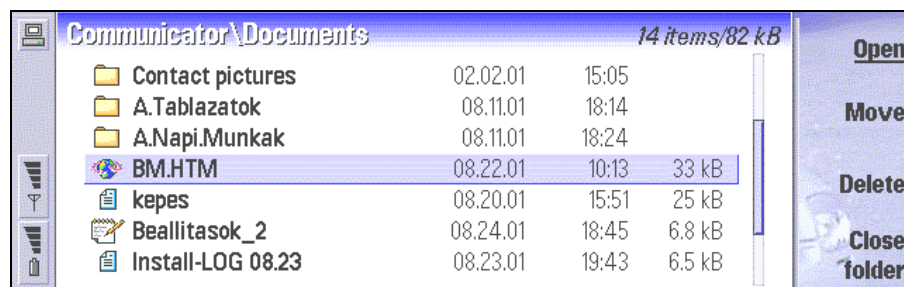 Communicator\Documents 14 items/82 kB
Contact pictures 02.02.01 15:05
A.Tablazatok 08.11.01 18:14
A.Napi.Munkak 08.11.01 18:24
BM.HTM 08.22.01 10:13 33 kB
kepes 08.20.01 15:51 25 kB
Beallitasok_2 08.24.01 18:45 6.8 kB
Install-LOG 08.23 08.23.01 19:43 6.5 kB
Open
Move
Delete
Close
folder